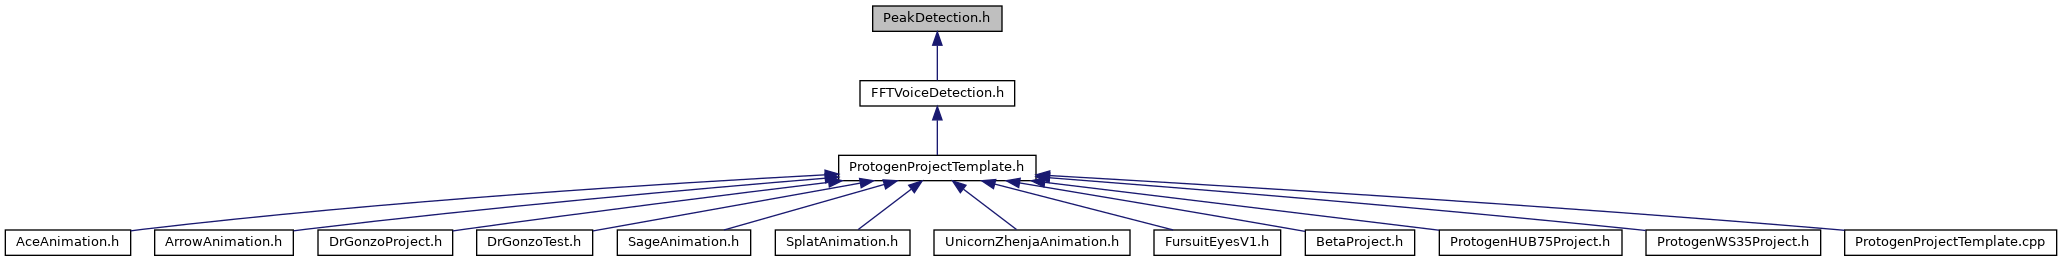 PeakDetection.h
FFTVoiceDetection.h
ProtogenProjectTemplate.h
AceAnimation.h
ArrowAnimation.h
DrGonzoProject.h
DrGonzoTest.h
SageAnimation.h
SplatAnimation.h
UnicornZhenjaAnimation.h
FursuitEyesV1.h
BetaProject.h
ProtogenHUB75Project.h
ProtogenWS35Project.h
ProtogenProjectTemplate.cpp